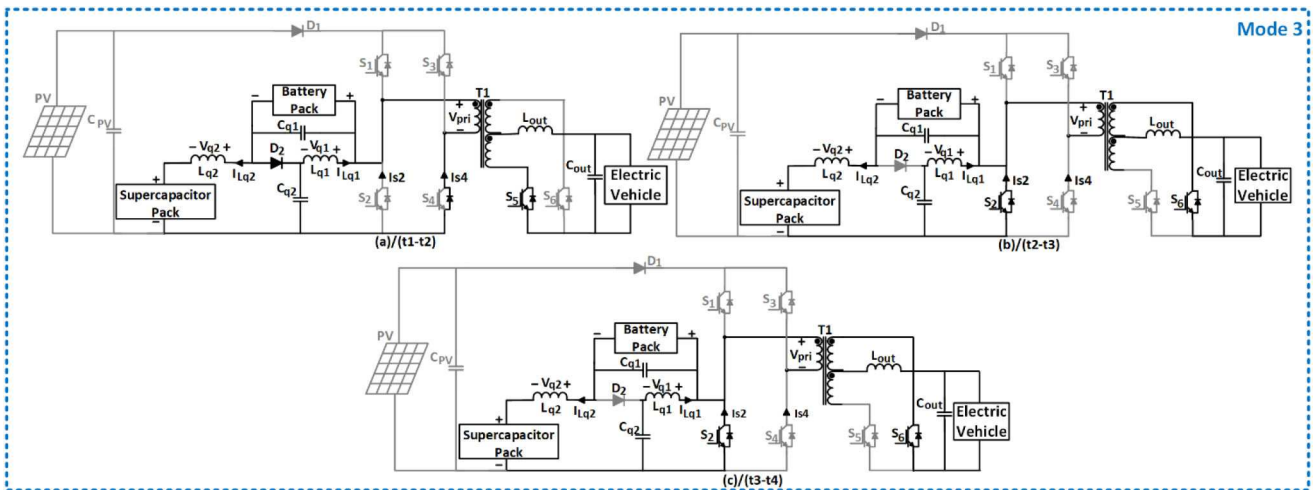 Mode 3
D1
S1
S3
PV
CPV
Battery
Pack
T1
Vpri
Cq1
Lout
- Vq2 +
D2
- Vq1 +
Lq2
ILq2
Lq1
ILq1
Is2
Is4
Cout
Electric
Vehicle
Supercapacitor
Pack
Cq2
S2
S4
S5
S6
(a)/(t1-t2)
D1
S1
S3
PV
CPV
Battery
Pack
T1
Vpri
Cq1
Lout
- Vq2 +
D2
- Vq1 +
Lq2
ILq2
Lq1
ILq1
Is2
Is4
Cout
Electric
Vehicle
Supercapacitor
Pack
Cq2
S2
S4
S5
S6
(b)/(t2-t3)
D1
S1
S3
PV
CPV
Battery
Pack
T1
Vpri
Cq1
Lout
- Vq2 +
D2
- Vq1 +
Lq2
ILq2
Lq1
ILq1
Is2
Is4
Cout
Electric
Vehicle
Supercapacitor
Pack
Cq2
S2
S4
S5
S6
(c)/(t3-t4)